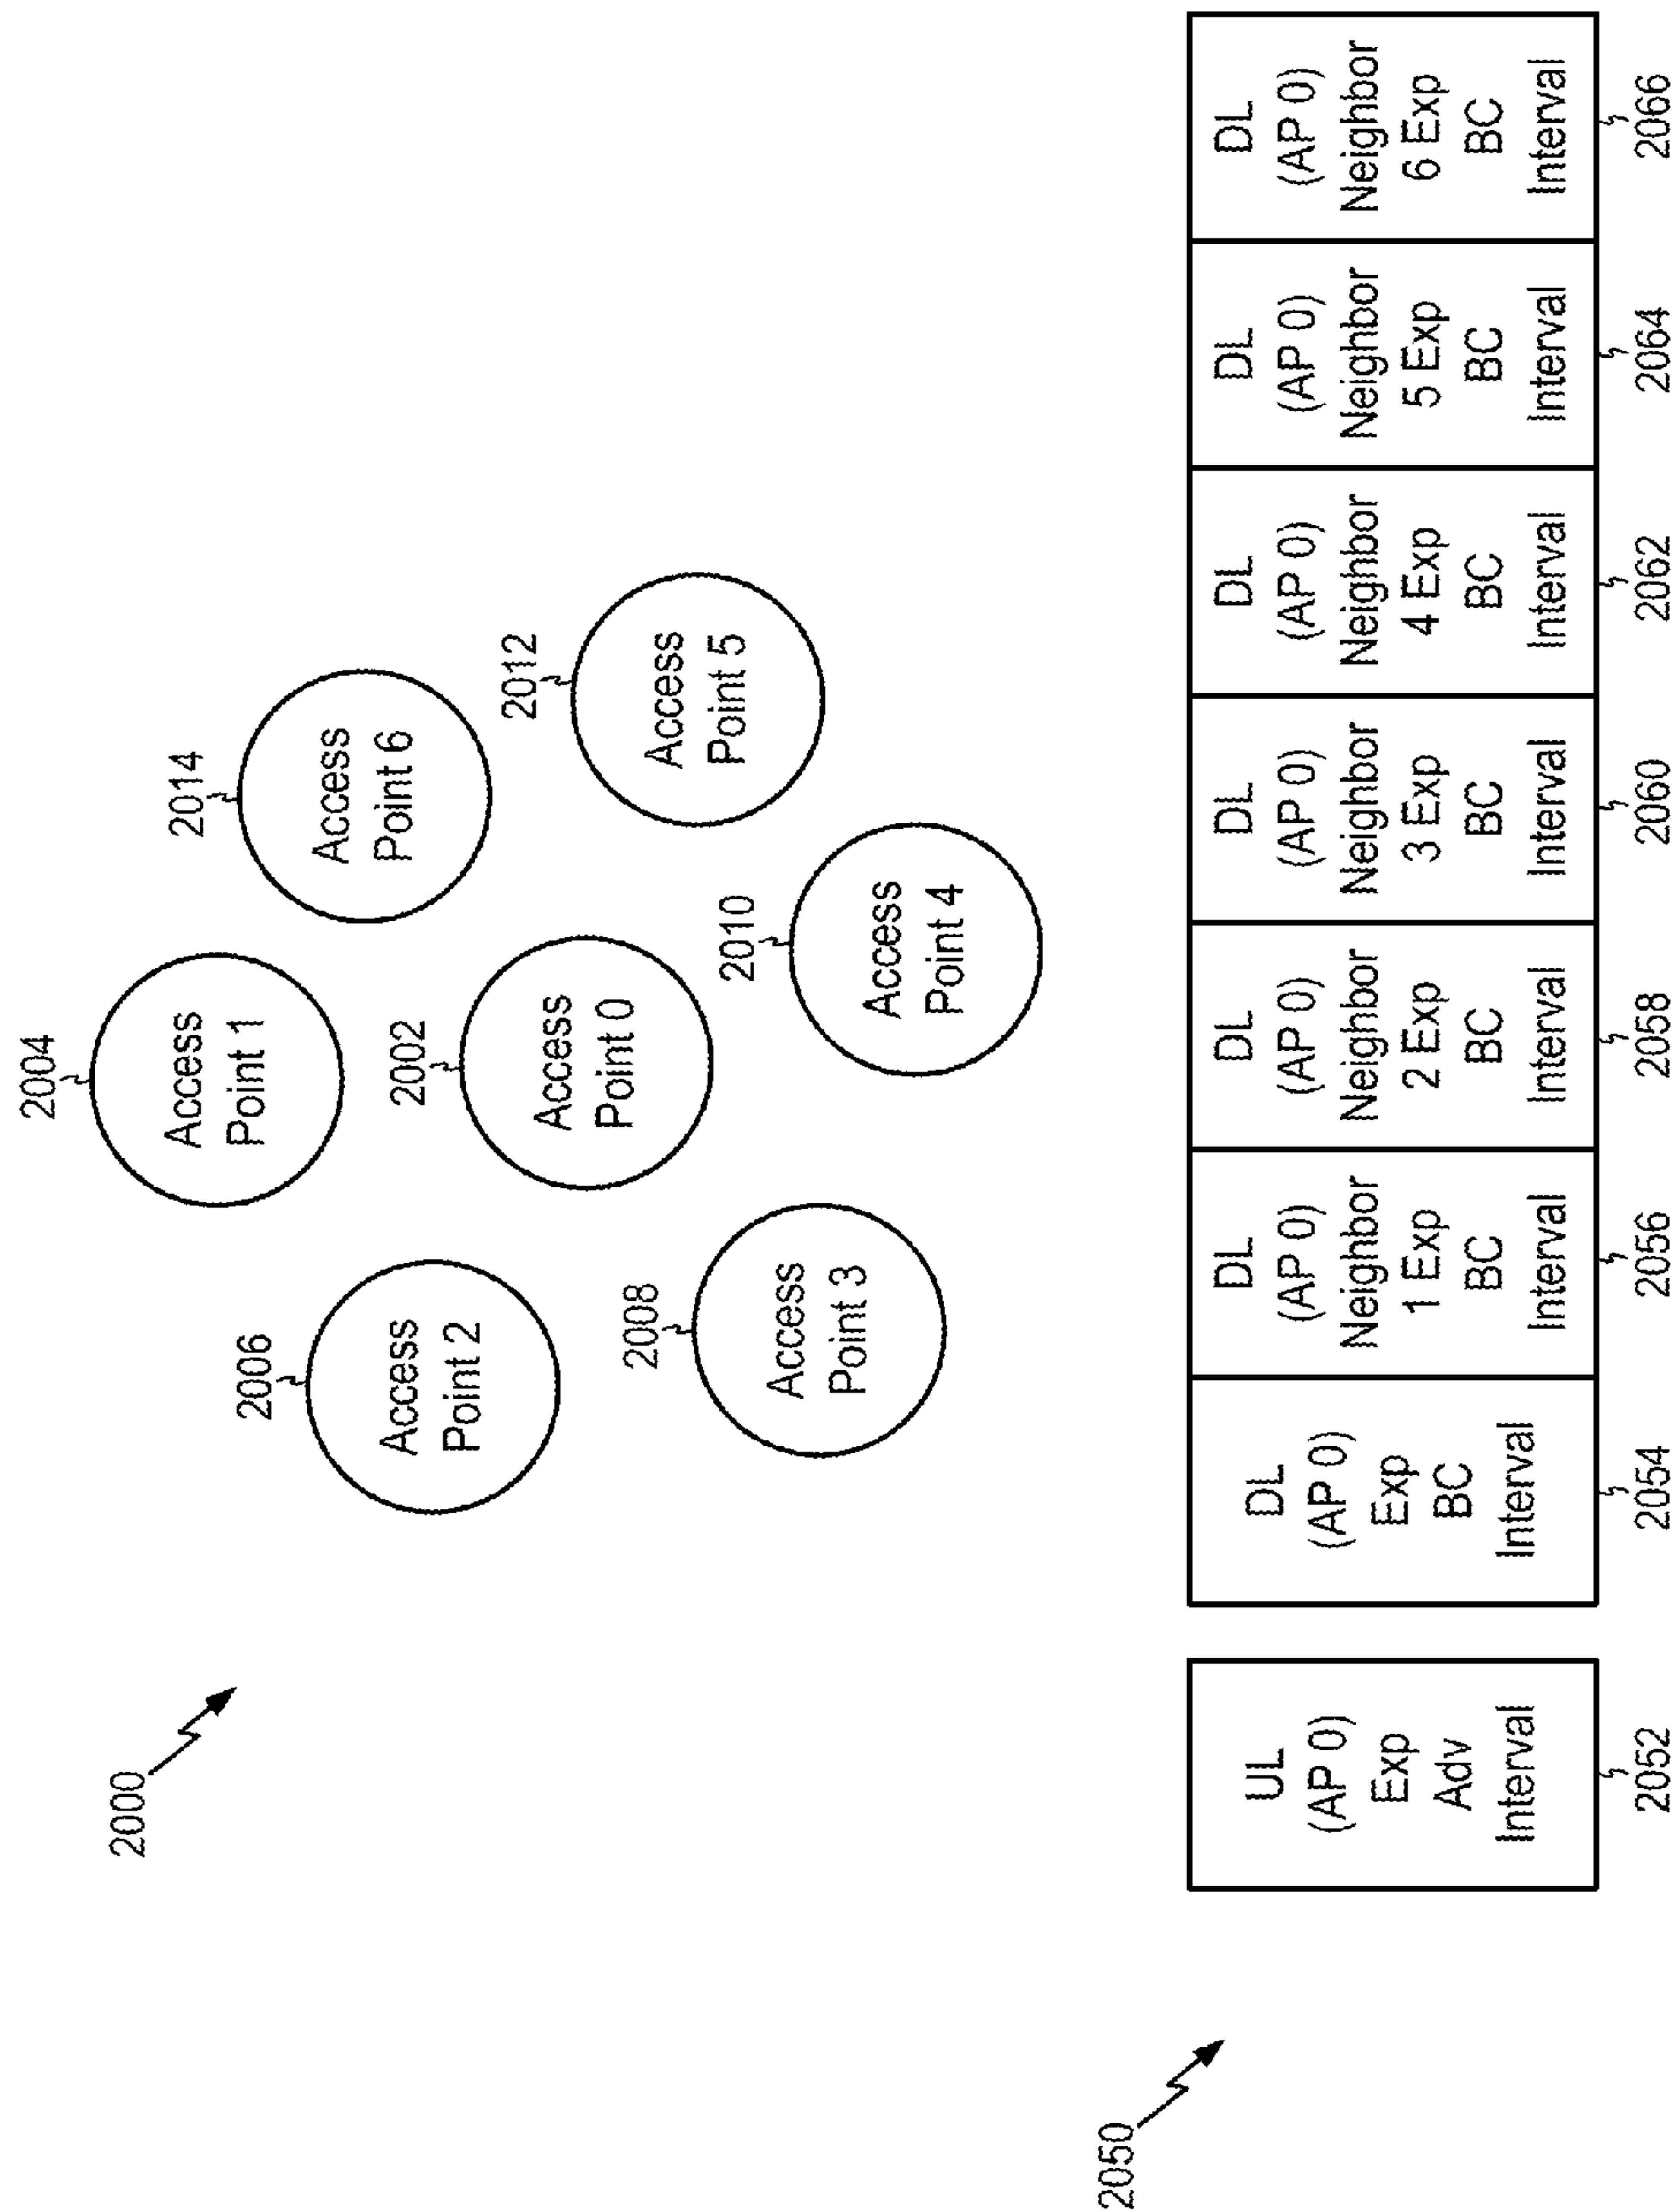 2000
2004
Access
Point 1
2014
Access
Point 6
2006
Access
Point 2
2002
Access
Point 0
2012
Access
Point 5
2008
Access
Point 3
2010
Access
Point 4
2050
UL
(AP 0)
Exp
Adv
Interval
2052
DL
(AP 0)
Exp
BC
Interval
2054
DL
(AP 0)
Neighbor
1 Exp
BC
Interval
2056
DL
(AP 0)
Neighbor
2 Exp
BC
Interval
2058
DL
(AP 0)
Neighbor
3 Exp
BC
Interval
2060
DL
(AP 0)
Neighbor
4 Exp
BC
Interval
2062
DL
(AP 0)
Neighbor
5 Exp
BC
Interval
2064
DL
(AP 0)
Neighbor
6 Exp
BC
Interval
2066